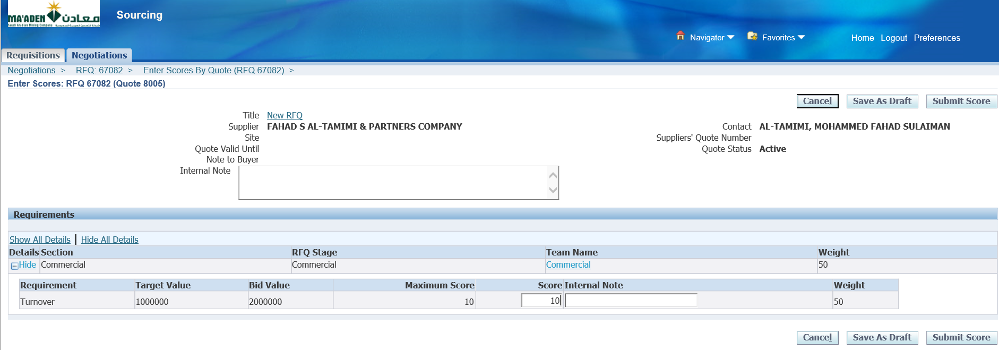 MA'ADEN معادن
Saudi Arabian Mining Company
Sourcing
Navigator Favorites Home Logout Preferences
Requisitions Negotiations
Negotiations > RFQ: 67082 > Enter Scores By Quote (RFQ 67082) >
Enter Scores: RFQ 67082 (Quote 8005)
Cancel Save As Draft Submit Score
Title New RFQ
Supplier FAHAD S AL-TAMIMI & PARTNERS COMPANY Contact AL-TAMIMI, MOHAMMED FAHAD SULAIMAN
Site Suppliers' Quote Number
Quote Valid Until Quote Status Active
Note to Buyer
Internal Note
Requirements
Show All Details | Hide All Details
Details Section RFQ Stage Team Name Weight
Hide Commercial Commercial Commercial 50
Requirement Target Value Bid Value Maximum Score Score Internal Note Weight
Turnover 1000000 2000000 10 10 50
Cancel Save As Draft Submit Score